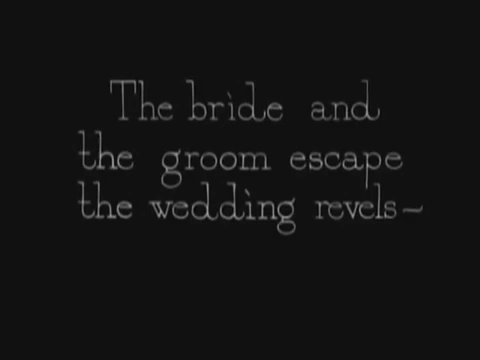 The bride and
the groom escape
the wedding revels—